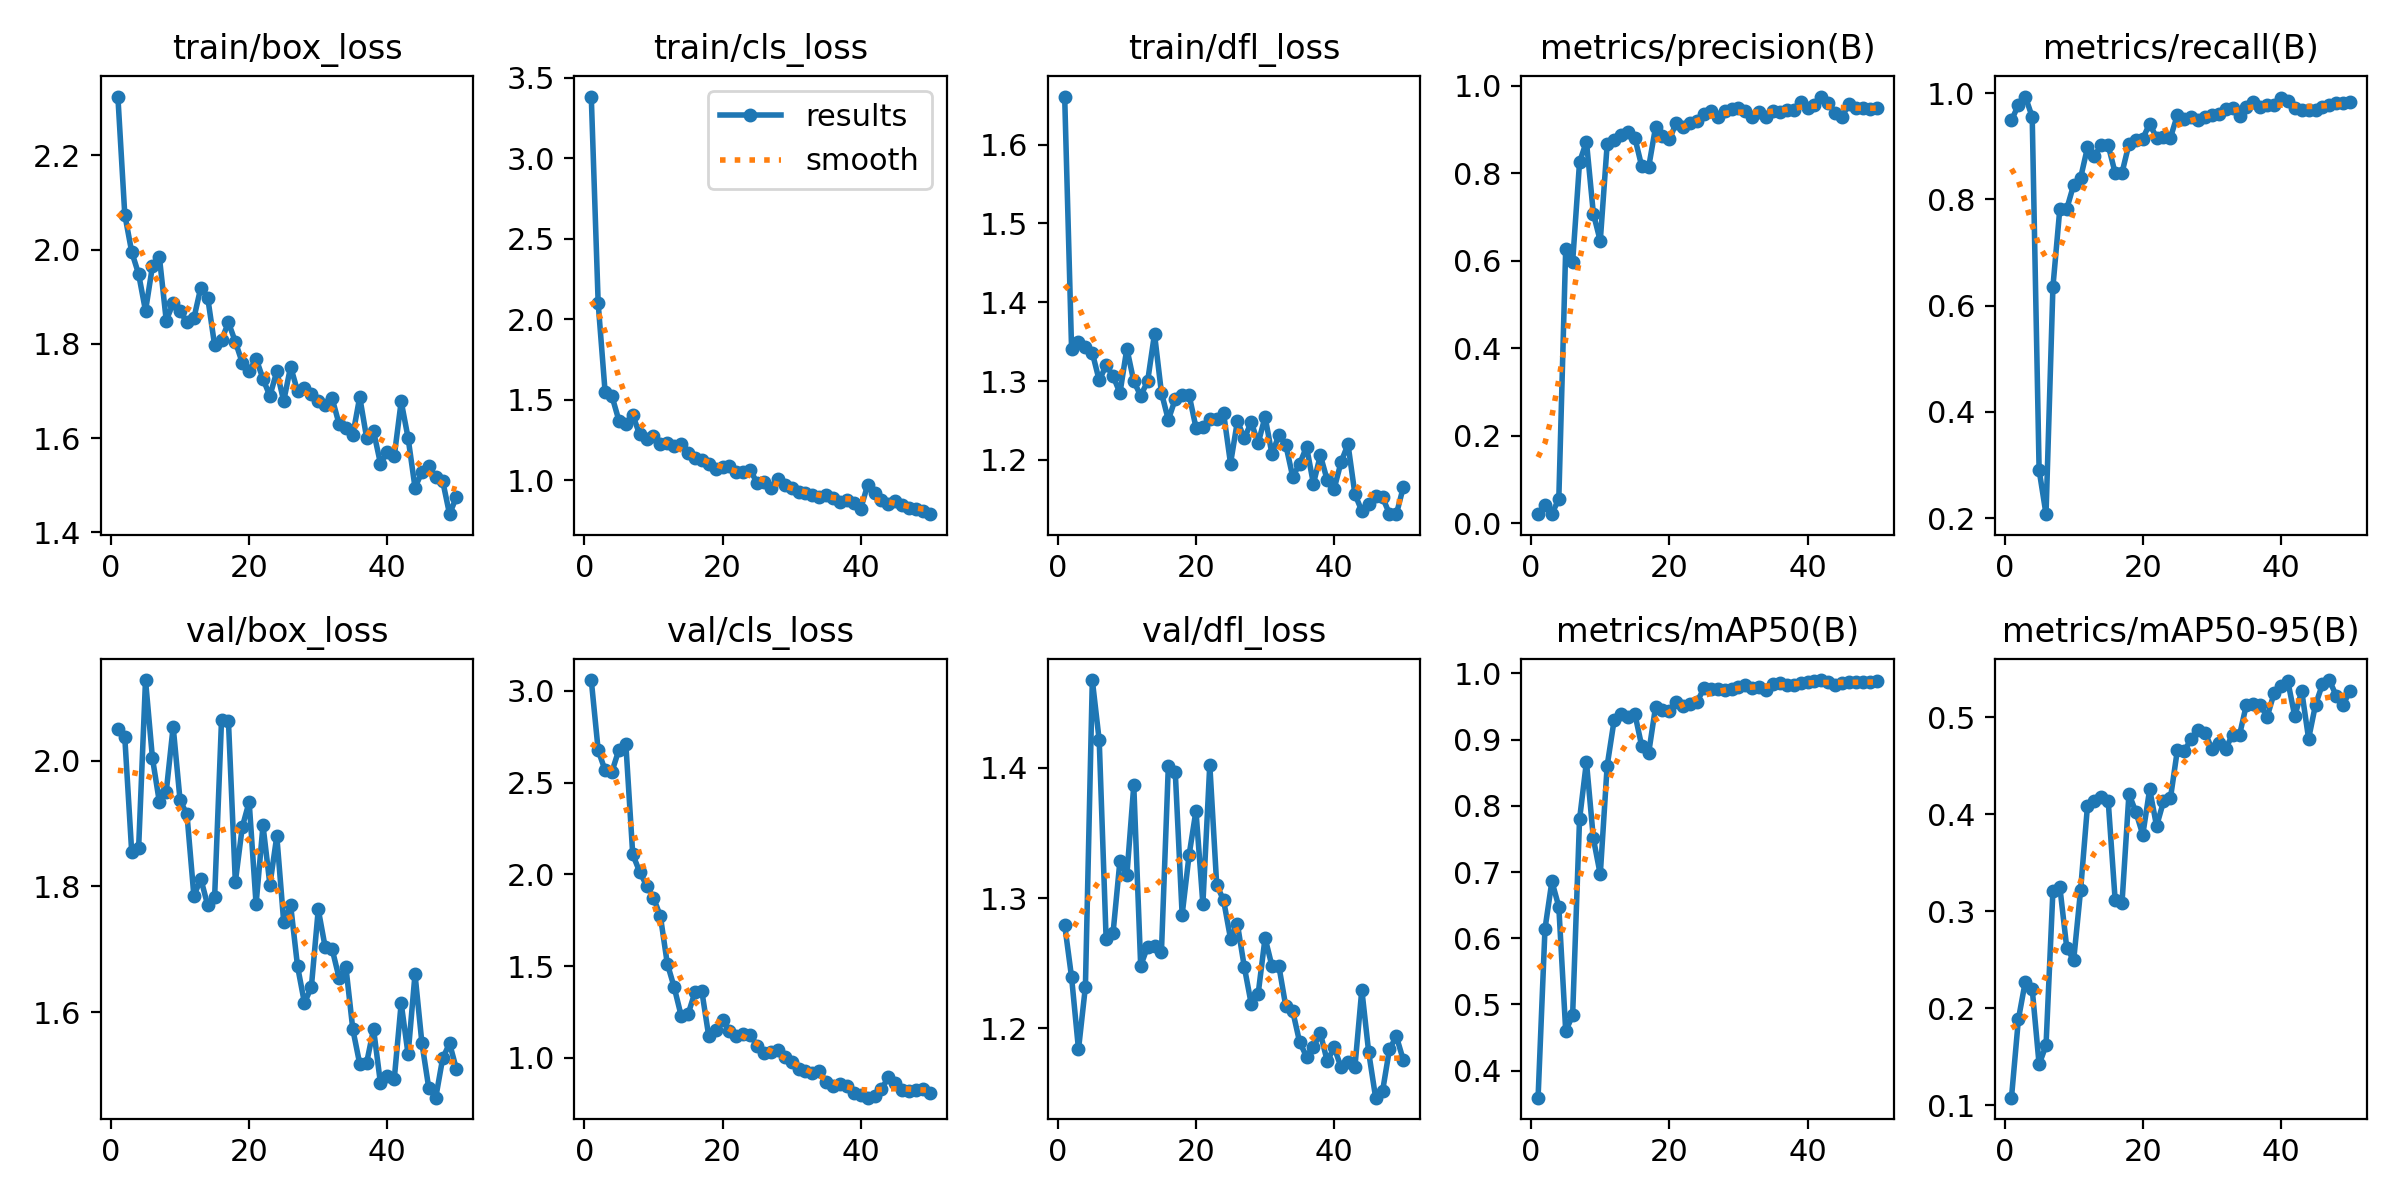 train/box_loss
train/cls_loss
train/dfl_loss
metrics/precision(B)
metrics/recall(B)
2.2
2.0
1.8
1.6
1.4
0 20 40
3.5
3.0
2.5
2.0
1.5
1.0
results
smooth
0 20 40
1.6
1.5
1.4
1.3
1.2
0 20 40
1.0
0.8
0.6
0.4
0.2
0.0
0 20 40
1.0
0.8
0.6
0.4
0.2
0 20 40
val/box_loss
val/cls_loss
val/dfl_loss
metrics/mAP50(B)
metrics/mAP50-95(B)
2.0
1.8
1.6
0 20 40
3.0
2.5
2.0
1.5
1.0
0 20 40
1.4
1.3
1.2
0 20 40
1.0
0.9
0.8
0.7
0.6
0.5
0.4
0 20 40
0.5
0.4
0.3
0.2
0.1
0 20 40